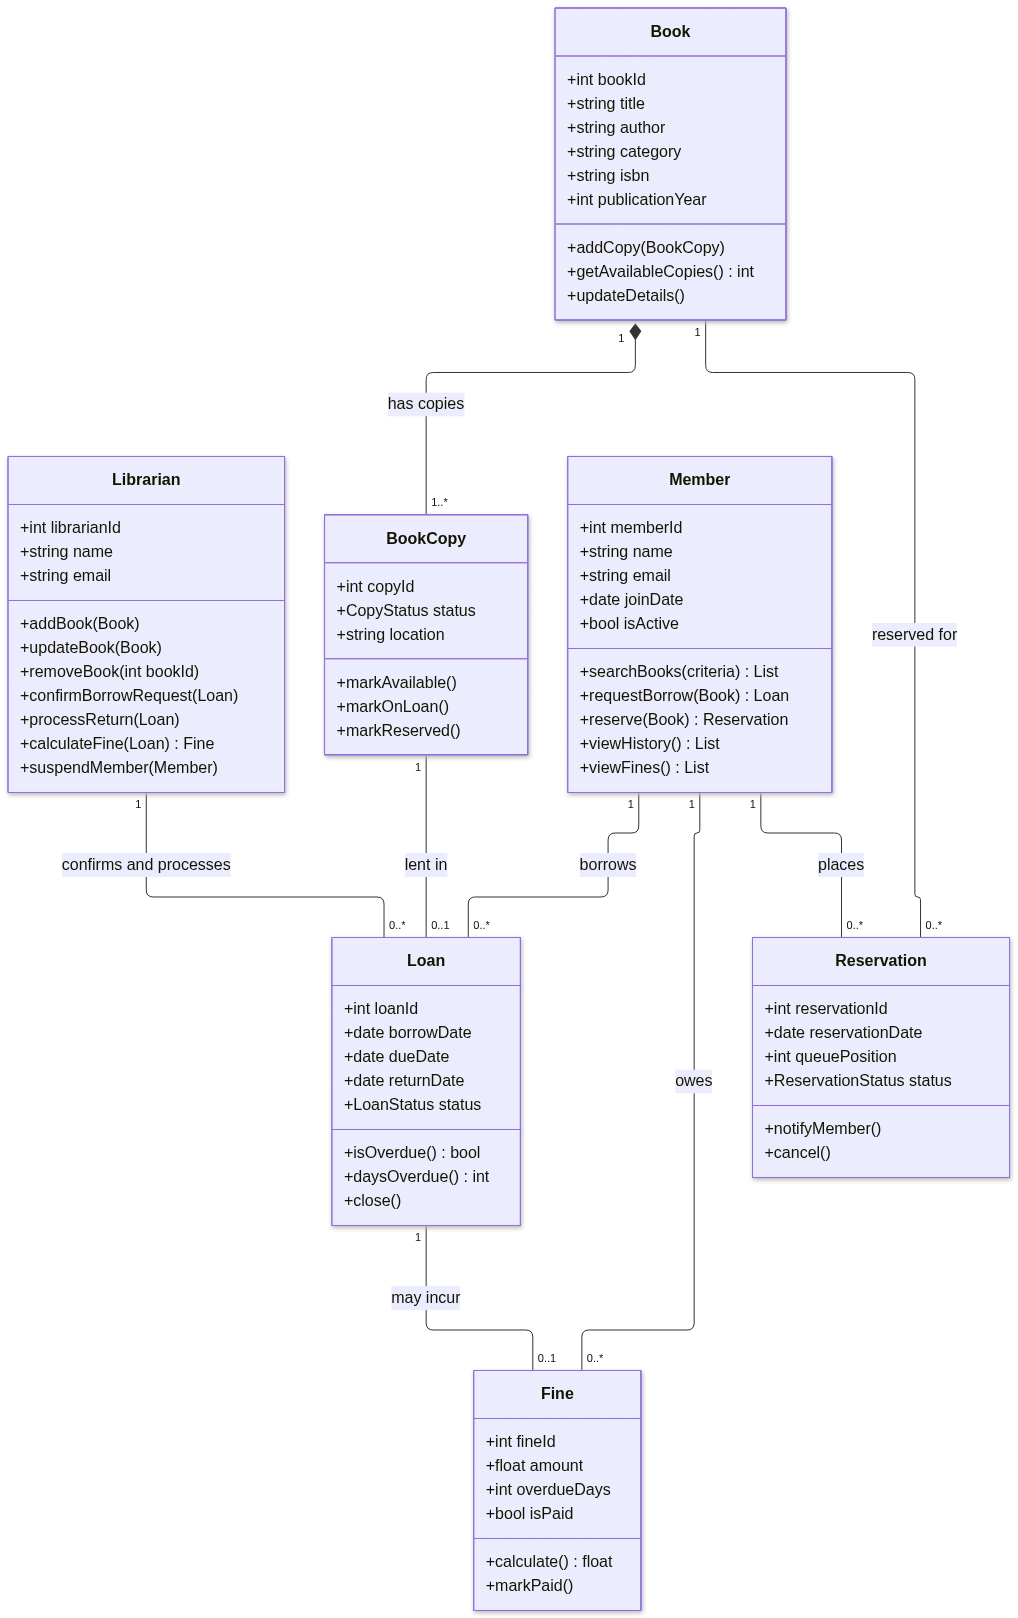 Book
+int bookId
+string title
+string author
+string category
+string isbn
+int publicationYear
+addCopy(BookCopy)
+getAvailableCopies() : int
+updateDetails()
1
1
has copies
1..*
Librarian
+int librarianId
+string name
+string email
+addBook(Book)
+updateBook(Book)
+removeBook(int bookId)
+confirmBorrowRequest(Loan)
+processReturn(Loan)
+calculateFine(Loan) : Fine
+suspendMember(Member)
BookCopy
+int copyId
+CopyStatus status
+string location
+markAvailable()
+markOnLoan()
+markReserved()
Member
+int memberId
+string name
+string email
+date joinDate
+bool isActive
+searchBooks(criteria) : List
+requestBorrow(Book) : Loan
+reserve(Book) : Reservation
+viewHistory() : List
+viewFines() : List
reserved for
1
1
1
1
1
confirms and processes
lent in
borrows
places
0..*
0..1
0..*
0..*
0..*
Loan
+int loanId
+date borrowDate
+date dueDate
+date returnDate
+LoanStatus status
+isOverdue() : bool
+daysOverdue() : int
+close()
owes
Reservation
+int reservationId
+date reservationDate
+int queuePosition
+ReservationStatus status
+notifyMember()
+cancel()
1
may incur
0..1
0..*
Fine
+int fineId
+float amount
+int overdueDays
+bool isPaid
+calculate() : float
+markPaid()